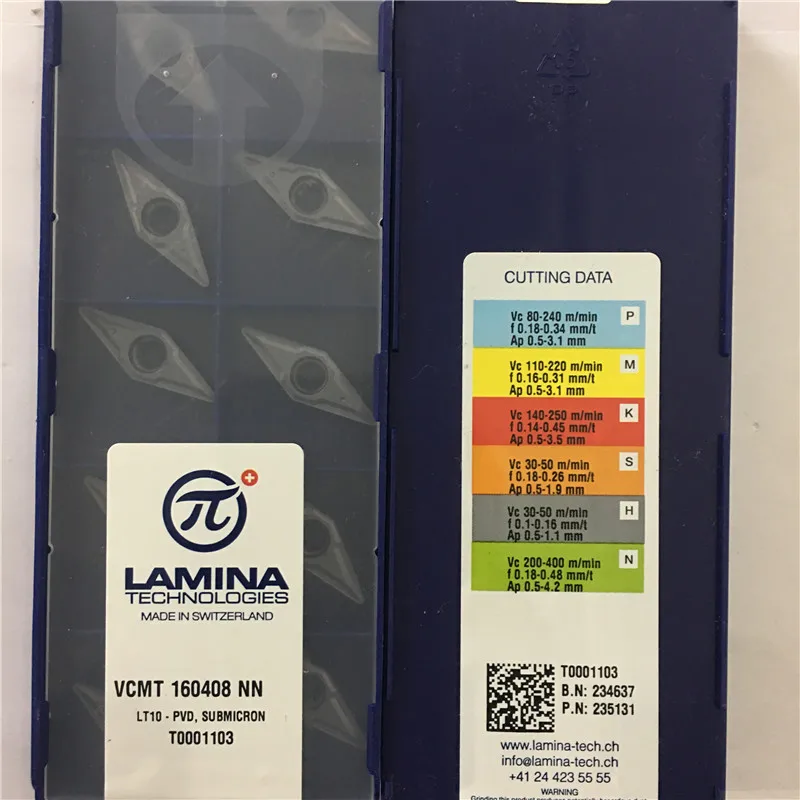 π
LAMINA
TECHNOLOGIES
MADE IN SWITZERLAND
VCMT 160408 NN
LT10 - PVD, SUBMICRON
T0001103
CUTTING DATA
Vc 80-240 m/min P
f 0.18-0.34 mm/t
Ap 0.5-3.1 mm
Vc 110-220 m/min M
f 0.16-0.31 mm/t
Ap 0.5-3.1 mm
Vc 140-250 m/min K
f 0.14-0.45 mm/t
Ap 0.5-3.5 mm
Vc 30-50 m/min S
f 0.18-0.26 mm/t
Ap 0.5-1.9 mm
Vc 30-50 m/min H
f 0.1-0.16 mm/t
Ap 0.5-1.1 mm
Vc 200-400 m/min N
f 0.18-0.48 mm/t
Ap 0.5-4.2 mm
T0001103
B.N: 234637
P.N: 235131
www.lamina-tech.ch
info@lamina-tech.ch
+41 24 423 55 55
WARNING
Grinding this product produces potentially hazardous